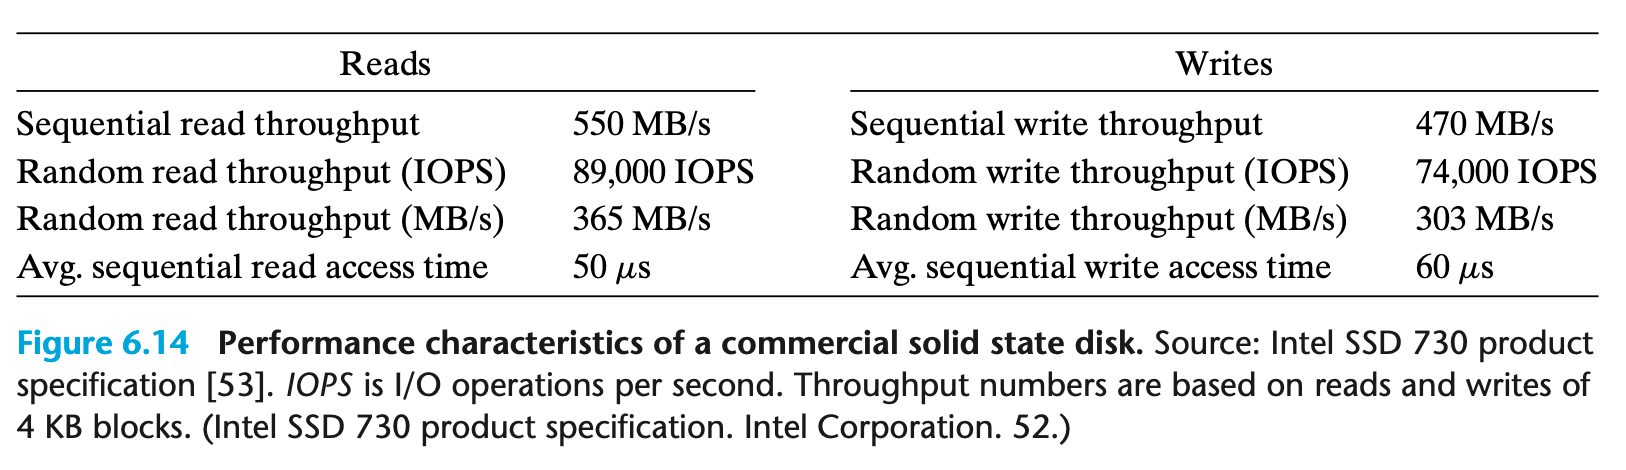 Reads Writes
Sequential read throughput 550 MB/s Sequential write throughput 470 MB/s
Random read throughput (IOPS) 89,000 IOPS Random write throughput (IOPS) 74,000 IOPS
Random read throughput (MB/s) 365 MB/s Random write throughput (MB/s) 303 MB/s
Avg. sequential read access time 50 μs Avg. sequential write access time 60 μs
Figure 6.14 Performance characteristics of a commercial solid state disk. Source: Intel SSD 730 product
specification [53]. IOPS is I/O operations per second. Throughput numbers are based on reads and writes of
4 KB blocks. (Intel SSD 730 product specification. Intel Corporation. 52.)